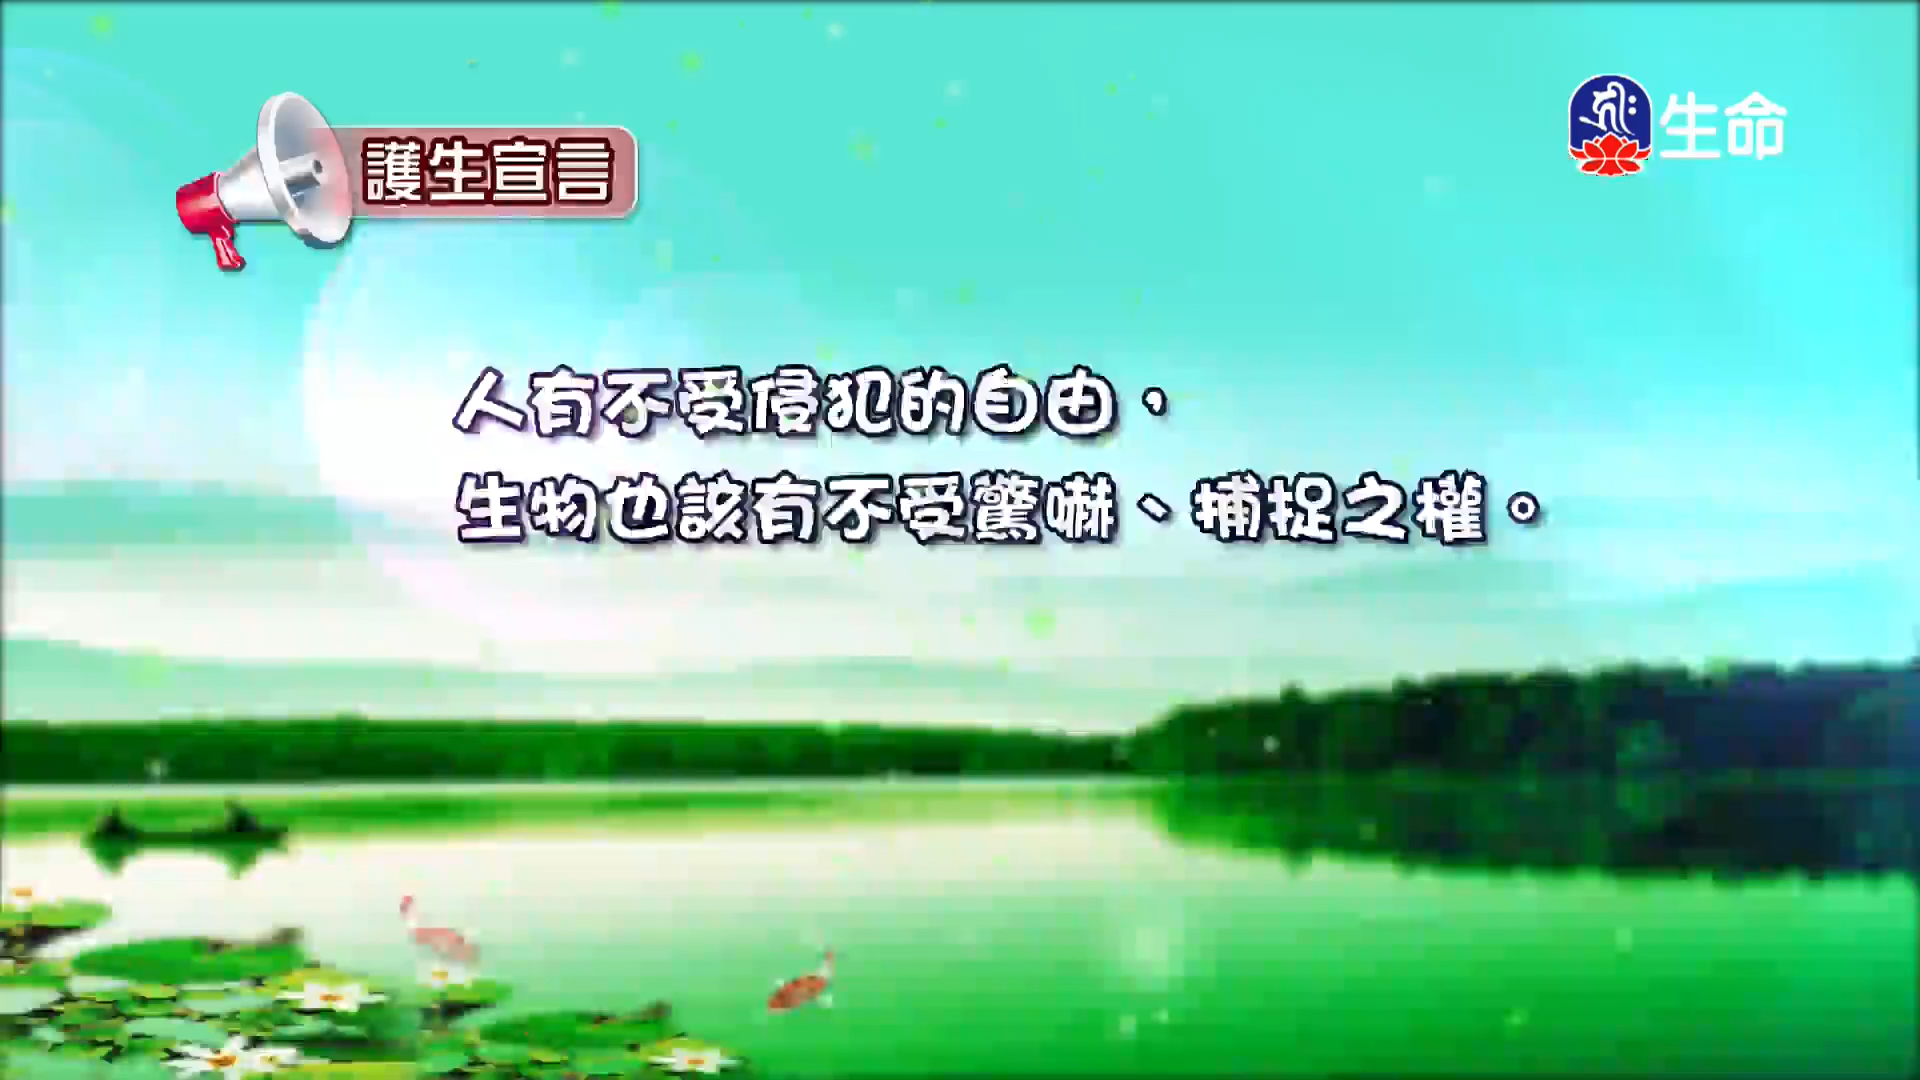 護生宣言
生命
人有不受侵犯的自由，
生物也該有不受驚嚇、捕捉之權。